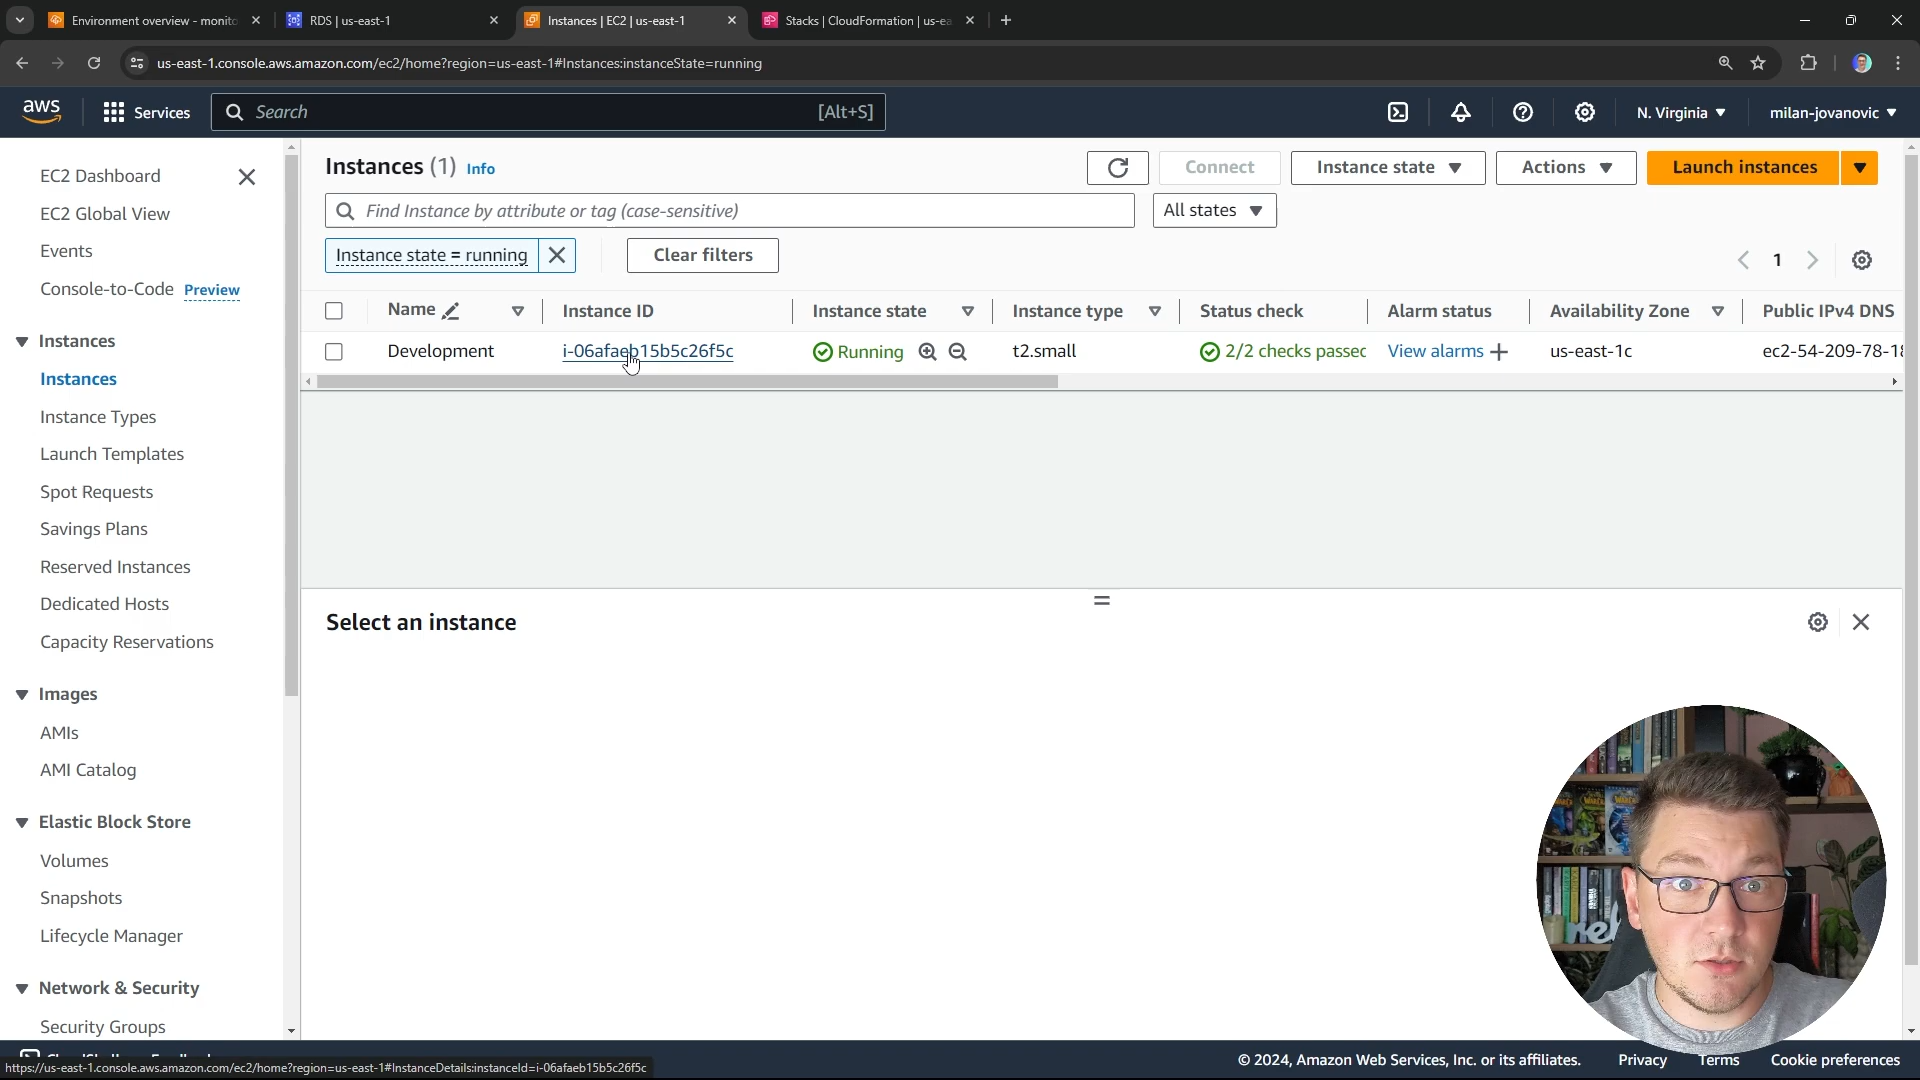 Environment overview - monito
RDS | us-east-1
Instances | EC2 | us-east-1
Stacks | CloudFormation | us-ea
us-east-1.console.aws.amazon.com/ec2/home?region=us-east-1#Instances:instanceState=running
aws
Services
Search
[Alt+S]
N. Virginia
milan-jovanovic
EC2 Dashboard
EC2 Global View
Events
Console-to-Code Preview
Instances
Instances
Instance Types
Launch Templates
Spot Requests
Savings Plans
Reserved Instances
Dedicated Hosts
Capacity Reservations
Images
AMIs
AMI Catalog
Elastic Block Store
Volumes
Snapshots
Lifecycle Manager
Network & Security
Security Groups
Instances (1) Info
Connect
Instance state
Actions
Launch instances
Find Instance by attribute or tag (case-sensitive)
All states
Instance state = running
Clear filters
1
Name
Instance ID
Instance state
Instance type
Status check
Alarm status
Availability Zone
Public IPv4 DNS
Development
i-06afaeb15b5c26f5c
Running
t2.small
2/2 checks passec
View alarms
us-east-1c
ec2-54-209-78-18
Select an instance
https://us-east-1.console.aws.amazon.com/ec2/home?region=us-east-1#InstanceDetails:instanceId=i-06afaeb15b5c26f5c
© 2024, Amazon Web Services, Inc. or its affiliates.
Privacy
Terms
Cookie preferences